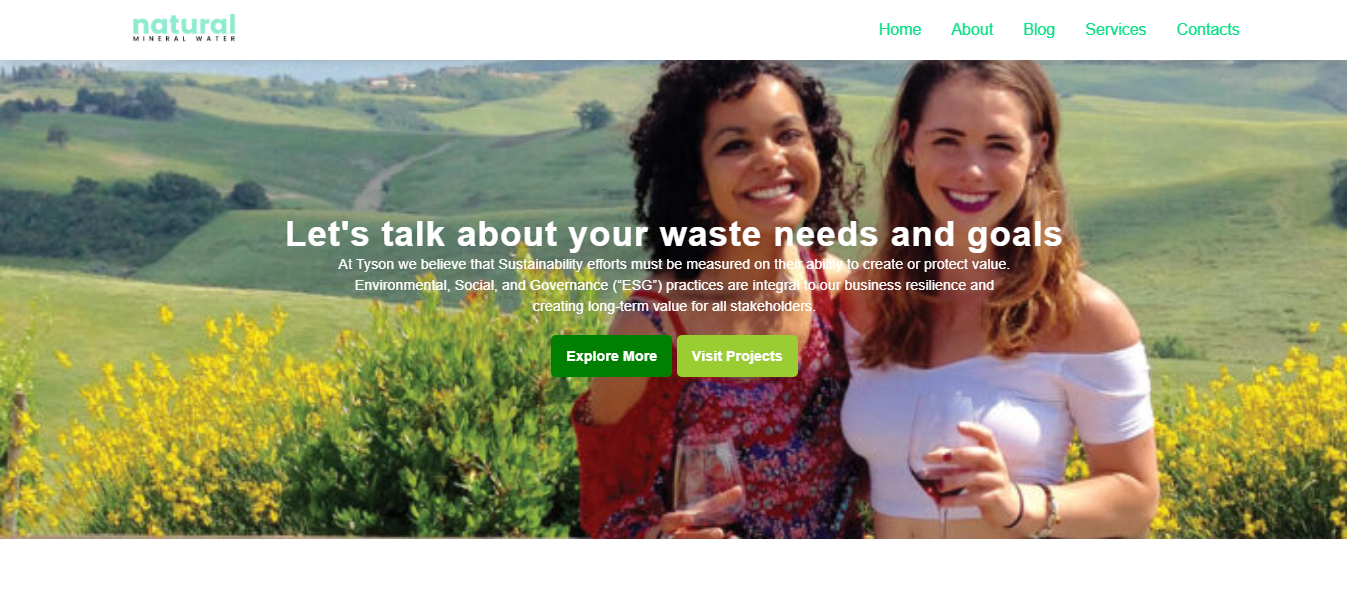 natural
MINERAL WATER
Home About Blog Services Contacts
Let's talk about your waste needs and goals
At Tyson we believe that Sustainability efforts must be measured on their ability to create or protect value.
Environmental, Social, and Governance (“ESG”) practices are integral to our business resilience and
creating long-term value for all stakeholders.
Explore More Visit Projects